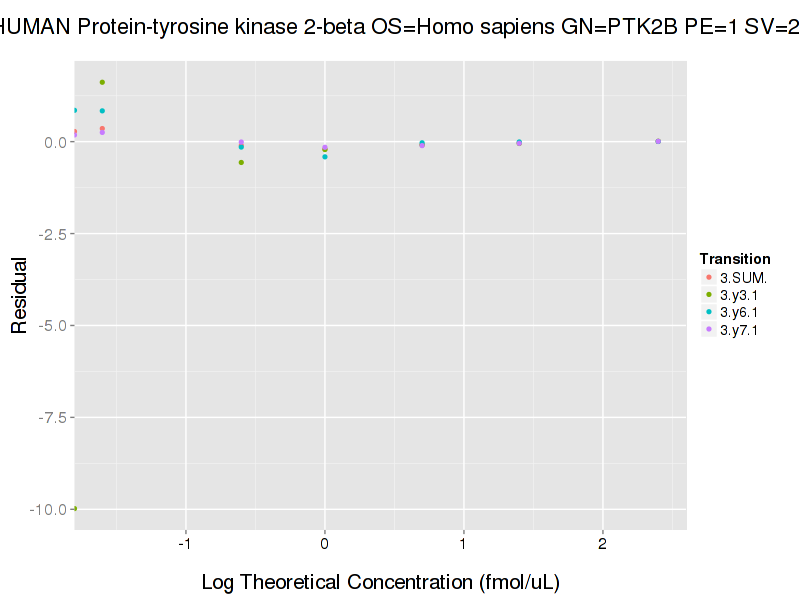 HUMAN Protein-tyrosine kinase 2-beta OS=Homo sapiens GN=PTK2B PE=1 SV=2
Residual
0.0
-2.5
-5.0
-7.5
-10.0
-1 0 1 2
Log Theoretical Concentration (fmol/uL)
Transition
3.SUM.
3.y3.1
3.y6.1
3.y7.1